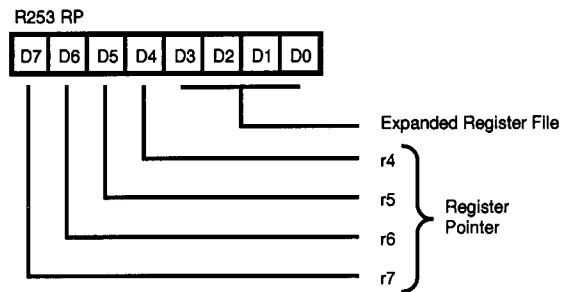 R253 RP
D7 D6 D5 D4 D3 D2 D1 D0
Expanded Register File
r4
r5
r6
r7
Register
Pointer